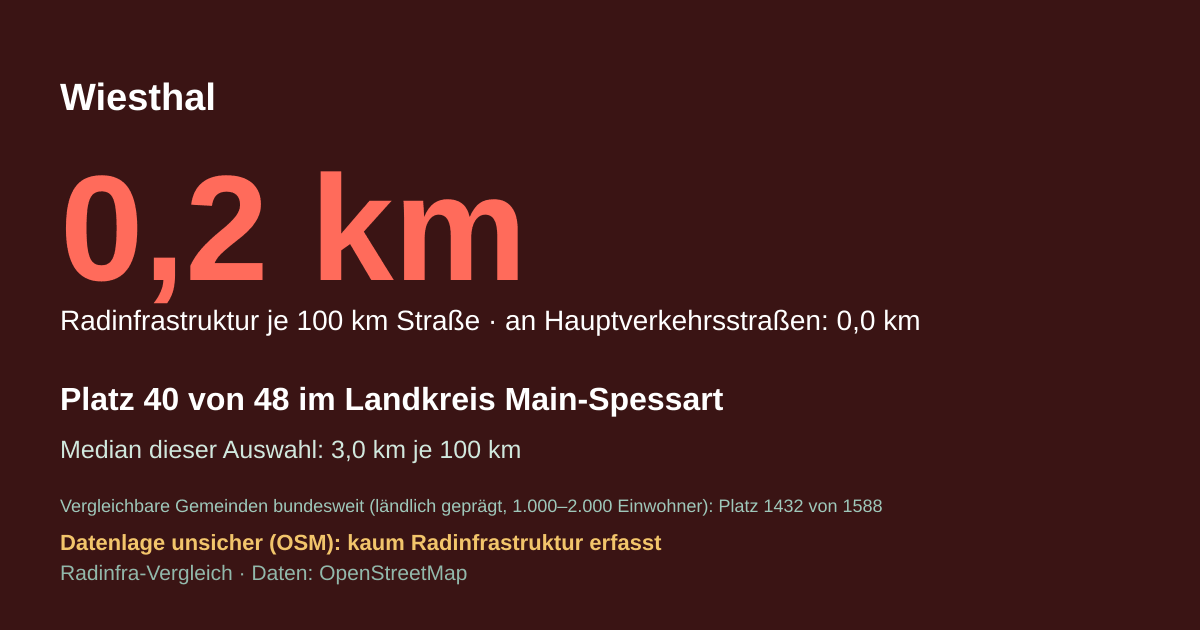 Wiesthal
0,2 km
Radinfrastruktur je 100 km Straße · an Hauptverkehrsstraßen: 0,0 km
Platz 40 von 48 im Landkreis Main-Spessart
Median dieser Auswahl: 3,0 km je 100 km
Vergleichbare Gemeinden bundesweit (ländlich geprägt, 1.000–2.000 Einwohner): Platz 1432 von 1588
Datenlage unsicher (OSM): kaum Radinfrastruktur erfasst
Radinfra-Vergleich · Daten: OpenStreetMap